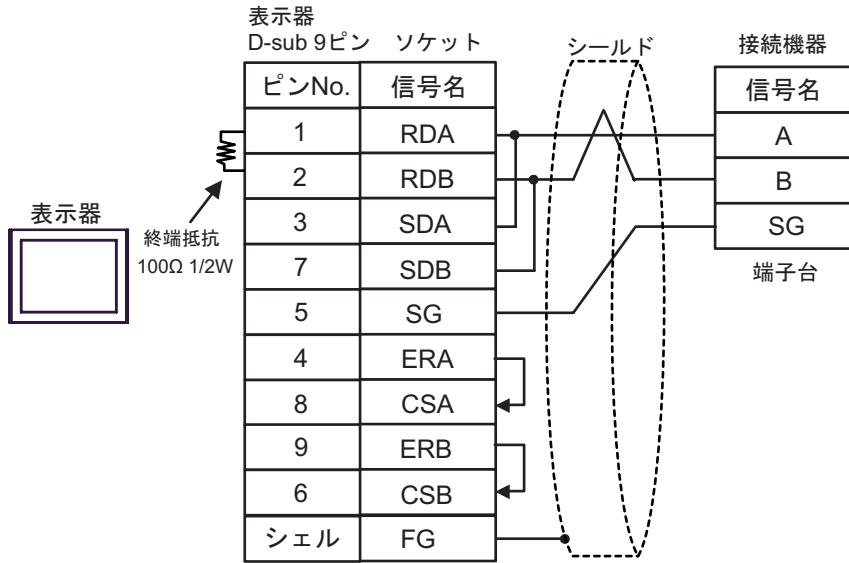 表示器
D-sub 9ピン ソケット
シールド
接続機器
ピンNo. 信号名
信号名
1 RDA
A
2 RDB
B
3 SDA
SG
7 SDB
端子台
5 SG
4 ERA
8 CSA
9 ERB
6 CSB
シェル FG
表示器
終端抵抗
100Ω 1/2W